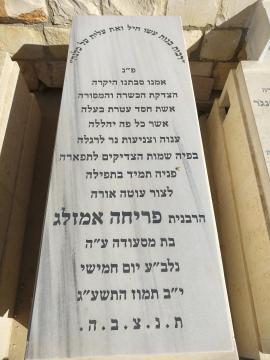 "רבות בנות עשו חיל ואת עלית על כולנה"
פ"נ
אמנו סבתנו היקרה
הצדקת הכשרה והמסורה
אשת חסד עטרת בעלה
אשר כל פה יהללה
ענוה וצניעות נר לרגלה
בפיה שמות הצדיקים לתפארה
פניה תמיד בתפילה
לצור עוטה אורה
הרבנית פריחה אמזלג
בת מסעודה ע"ה
נלב"ע יום חמישי
י"ב תמוז התשע"ג
ת.נ.צ.ב.ה.